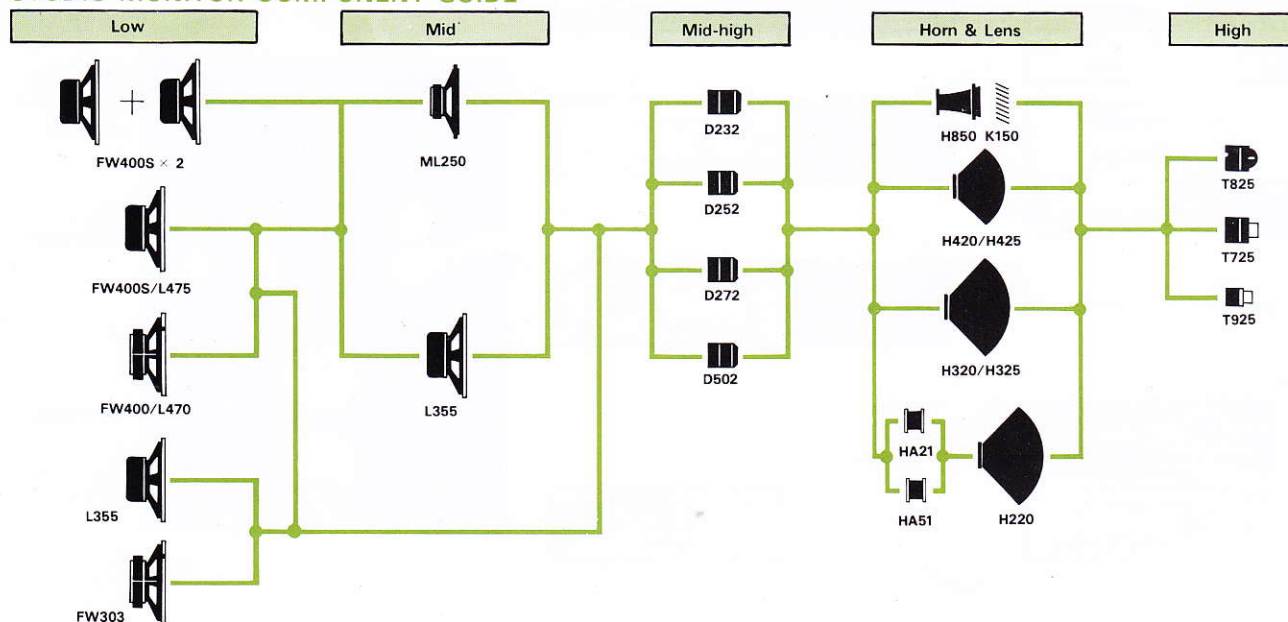 Low
Mid
Mid-high
Horn & Lens
High
FW400S × 2
ML250
D232
H850 K150
T825
FW400S/L475
D252
H420/H425
T725
FW400/L470
D272
H320/H325
T925
L355
D502
HA21
L355
HA51
H220
FW303